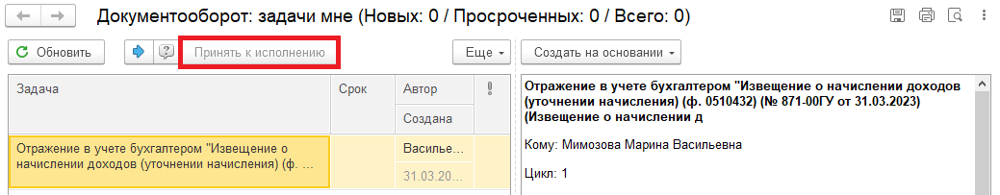 Документооборот: задачи мне (Новых: 0 / Просроченных: 0 / Всего: 0)
Обновить
Принять к исполнению
Еще
Создать на основании
Задача
Срок
Автор
Создана
Отражение в учете бухгалтером "Извещение о
начислении доходов (уточнении начисления) (ф. ...
Василье...
31.03.20...
Отражение в учете бухгалтером "Извещение о начислении доходов
(уточнении начисления) (ф. 0510432) (№ 871-00ГУ от 31.03.2023)
(Извещение о начислении д
Кому: Мимозова Марина Васильевна
Цикл: 1